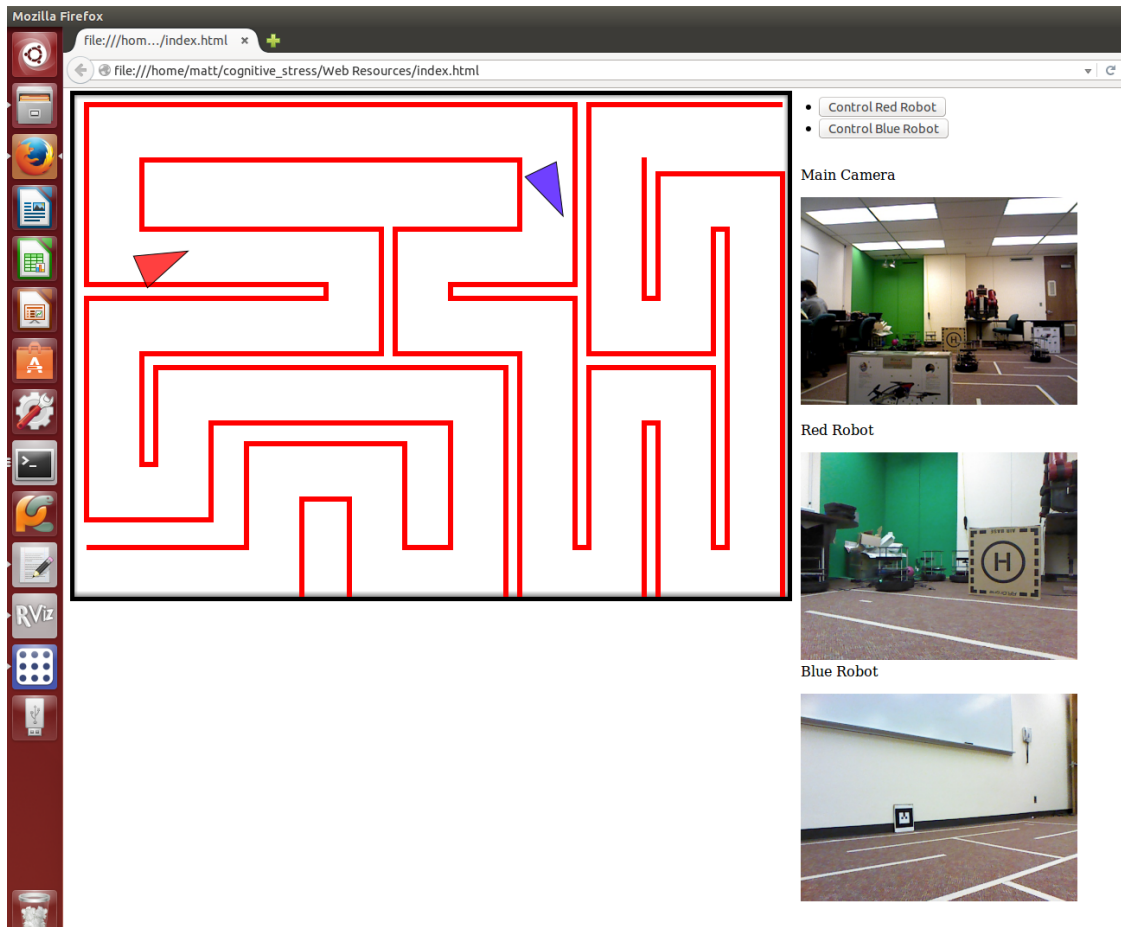 Mozilla Firefox
file:///hom.../index.html
file:///home/matt/cognitive_stress/Web Resources/index.html
Control Red Robot
Control Blue Robot
Main Camera
Red Robot
H
Blue Robot
RViz